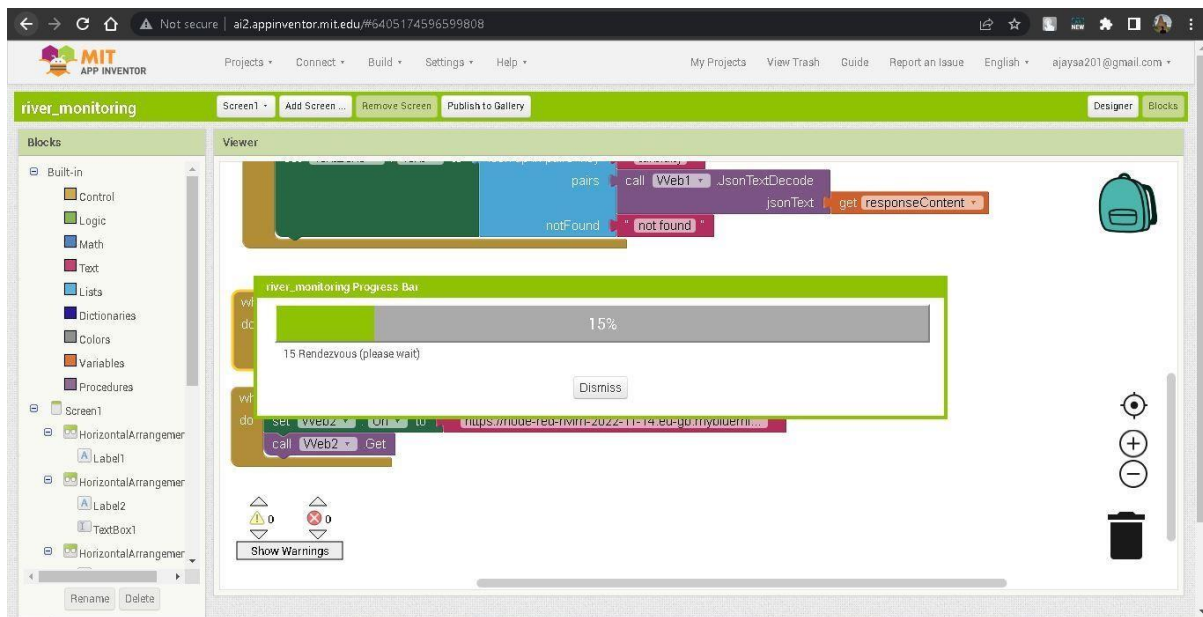 Not secure | ai2.appinventor.mit.edu/#6405174596599808
NEW
MIT
APP INVENTOR
Projects Connect Build Settings Help My Projects View Trash Guide Report an Issue English ajaysa201@gmail.com
river_monitoring Screen1 Add Screen ... Remove Screen Publish to Gallery Designer Blocks
Blocks
Viewer
Built-in
Control
Logic
Math
Text
Lists
Dictionaries
Colors
Variables
Procedures
Screen1
HorizontalArrangemer
Label1
HorizontalArrangemer
Label2
TextBox1
HorizontalArrangemer
Rename Delete
pairs call Web1 .JsonTextDecode
jsonText get responseContent
notFound " not found "
do
river_monitoring Progress Bar
15%
15 Rendezvous (please wait)
Dismiss
do set Web2 . Url to
call Web2 . Get
0 0
Show Warnings